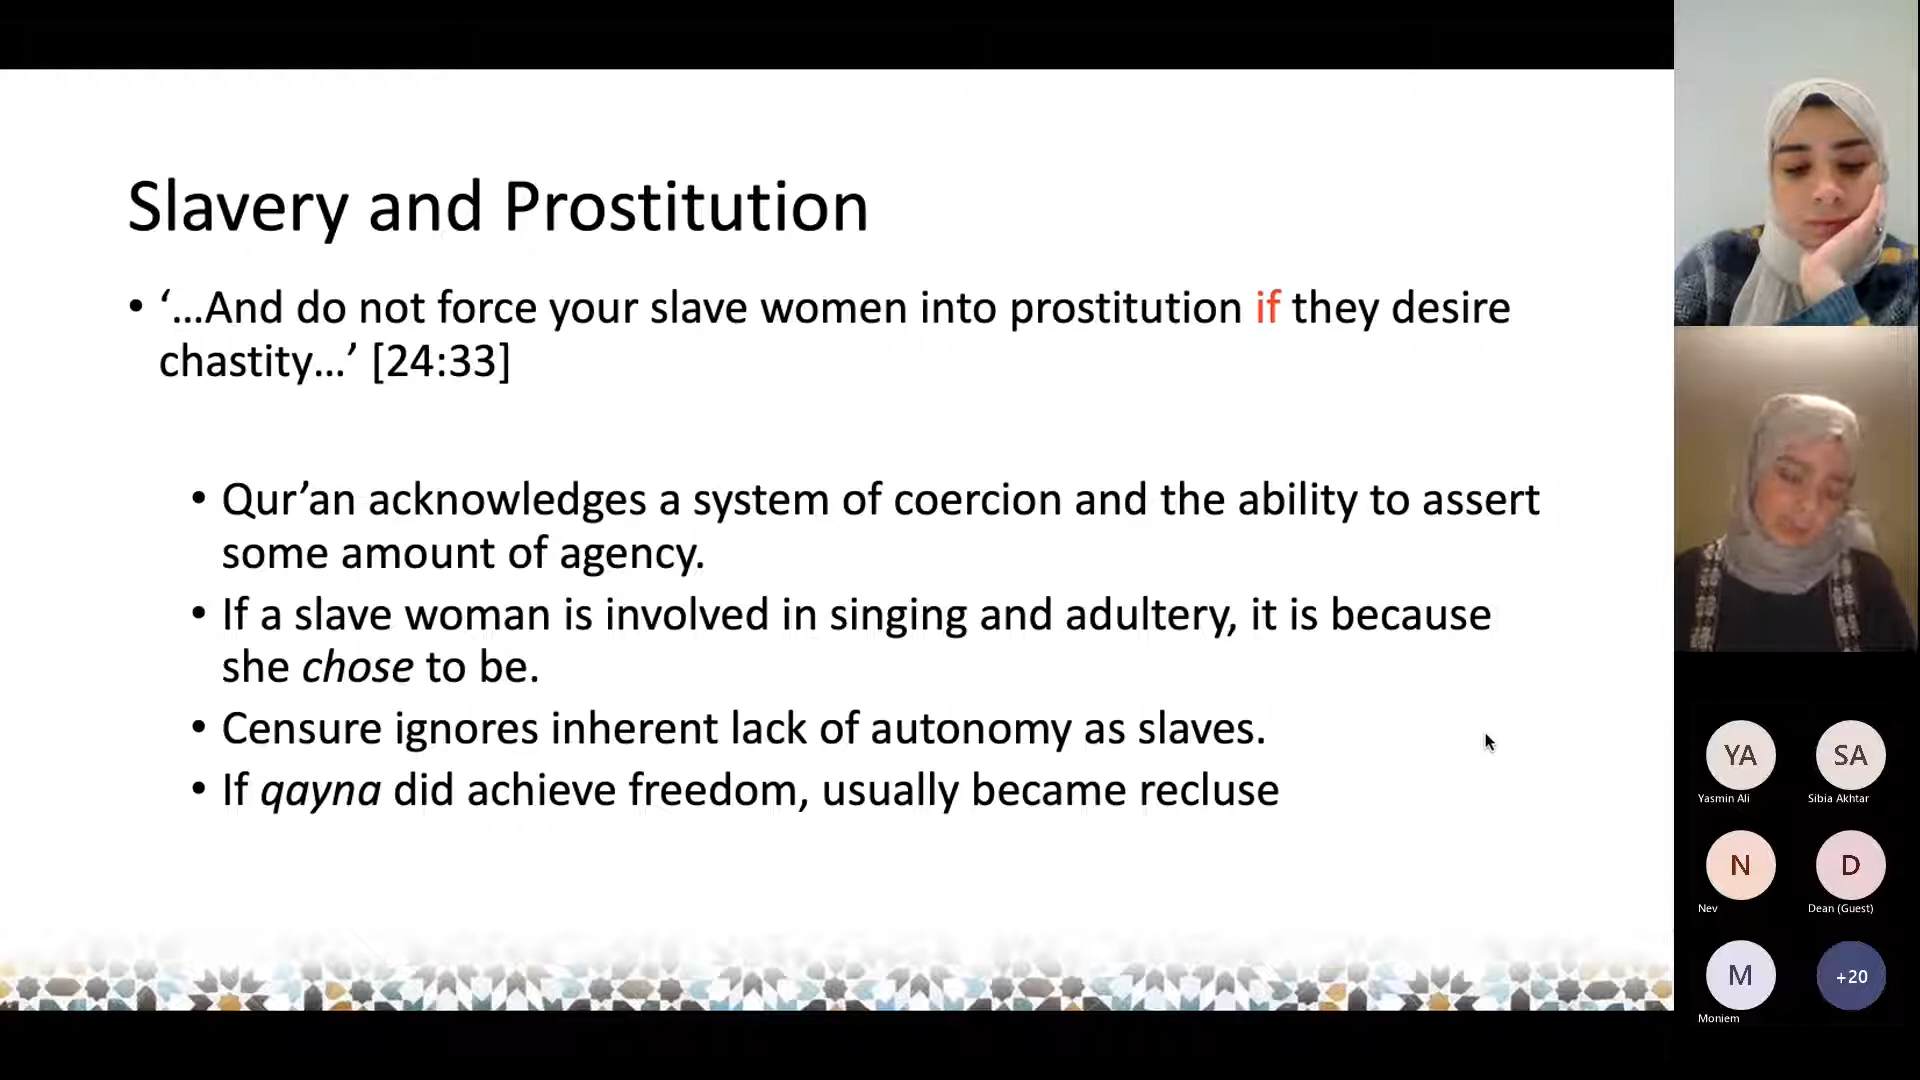 Slavery and Prostitution
• ‘…And do not force your slave women into prostitution if they desire
chastity…’ [24:33]
• Qur’an acknowledges a system of coercion and the ability to assert
some amount of agency.
• If a slave woman is involved in singing and adultery, it is because
she chose to be.
• Censure ignores inherent lack of autonomy as slaves.
• If qayna did achieve freedom, usually became recluse
YA
Yasmin Ali
SA
Sibia Akhtar
N
Nev
D
Dean (Guest)
M
Moniem
+20